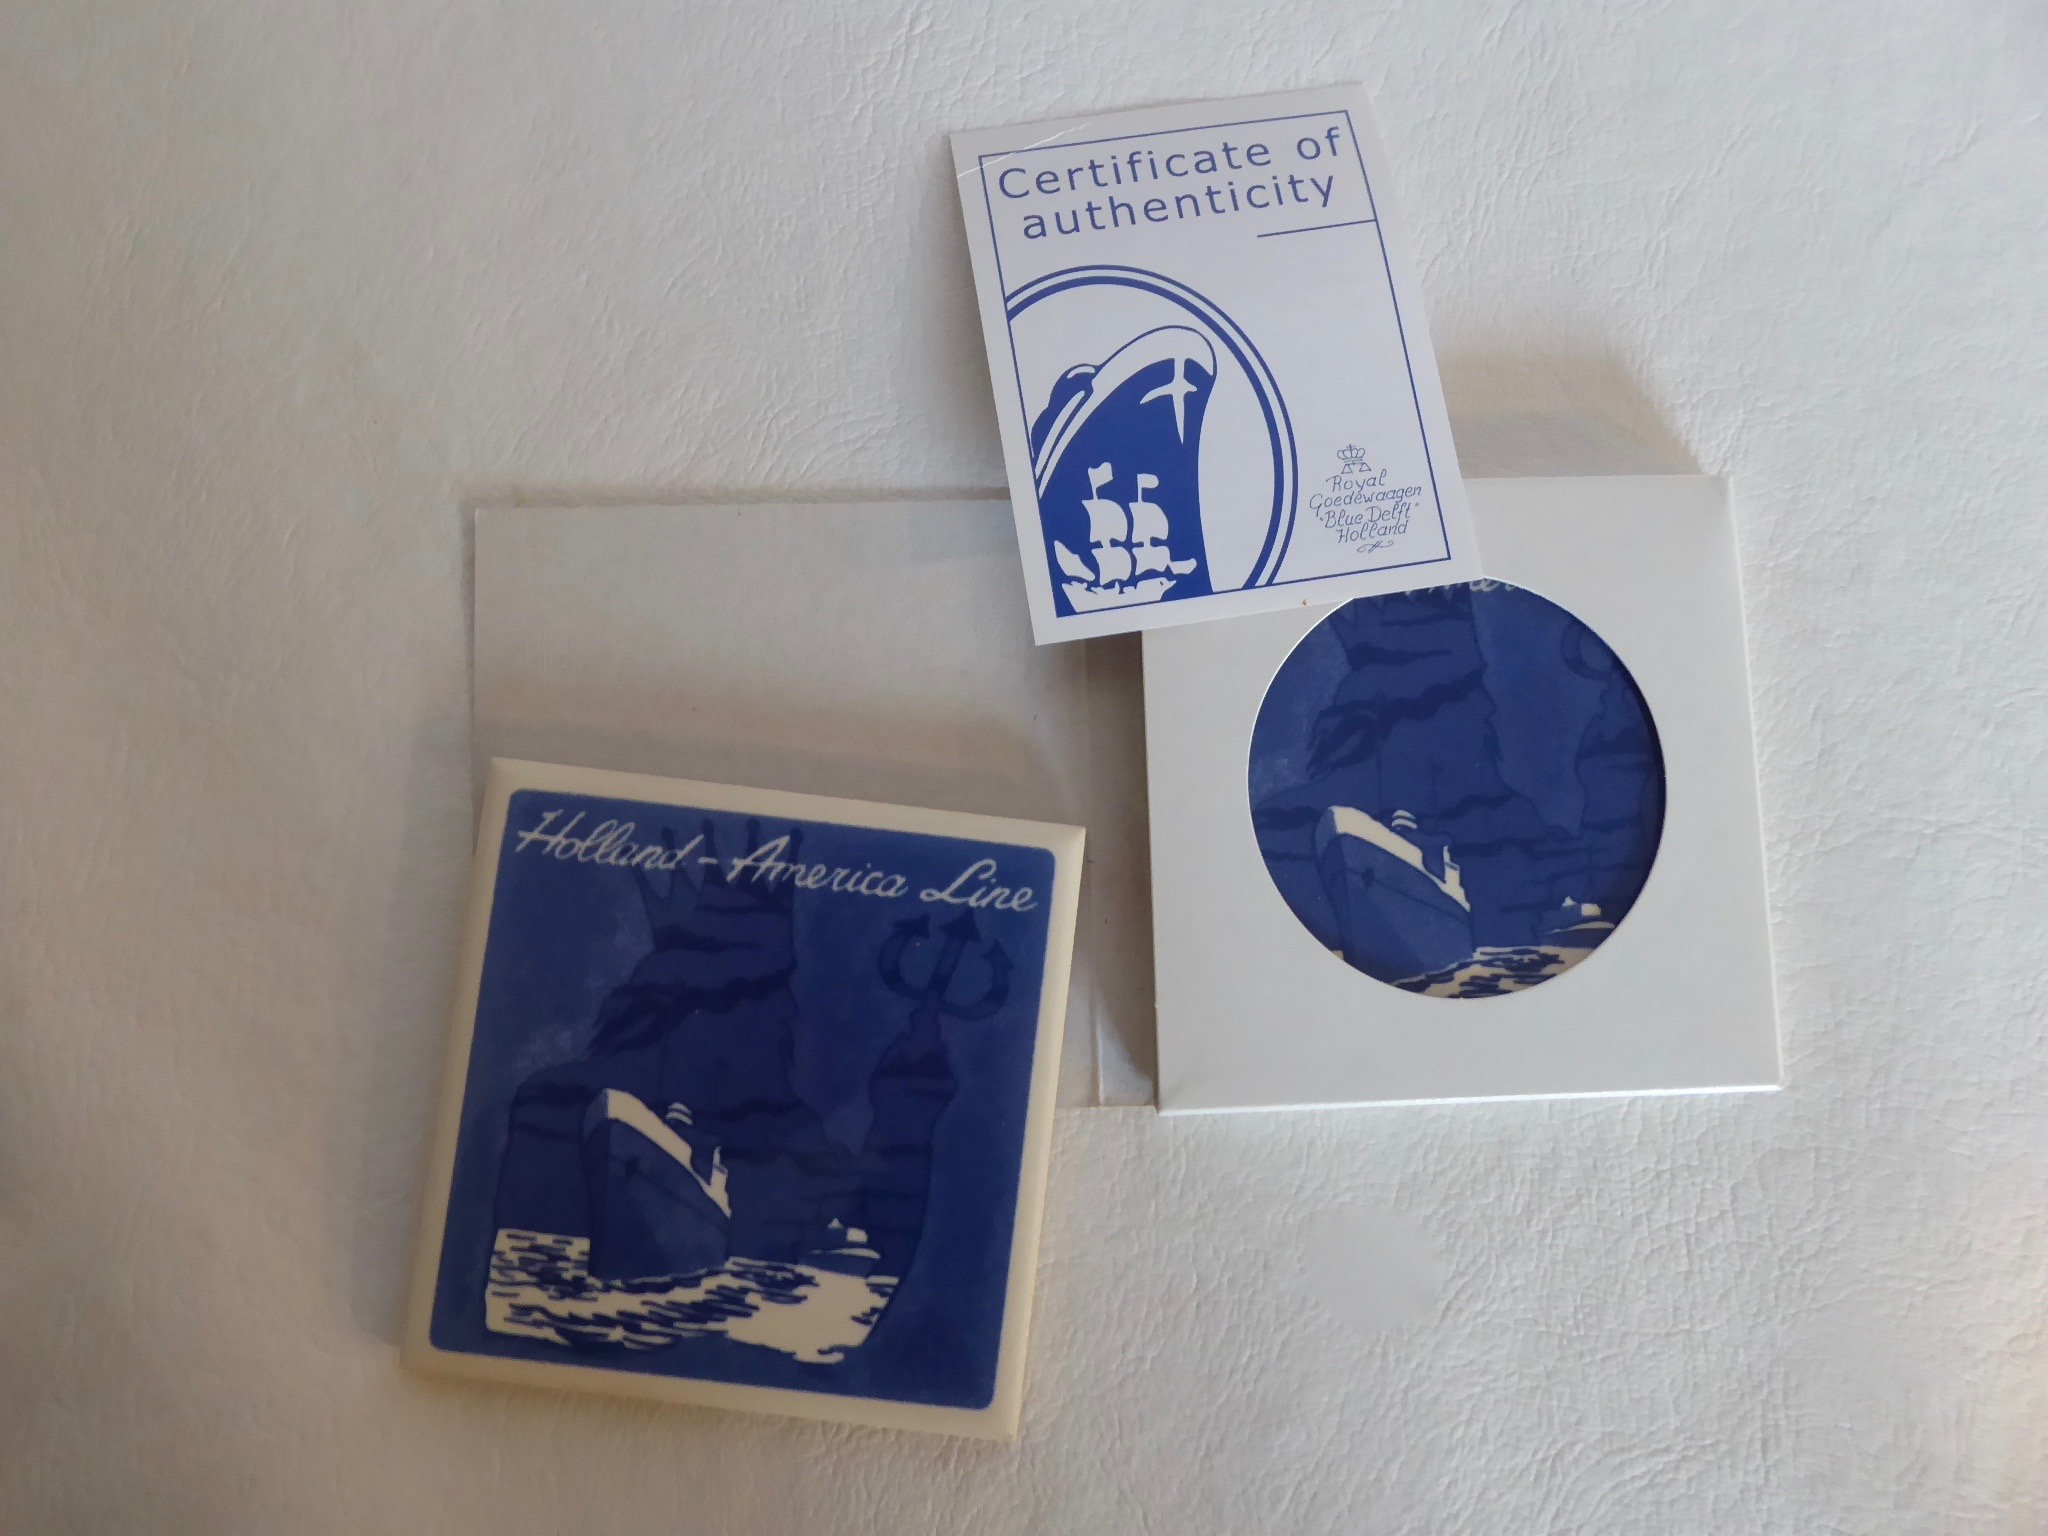 Certificate of
authenticity
Royal
Goedewaagen
"Blue Delft"
Holland
Holland - America Line